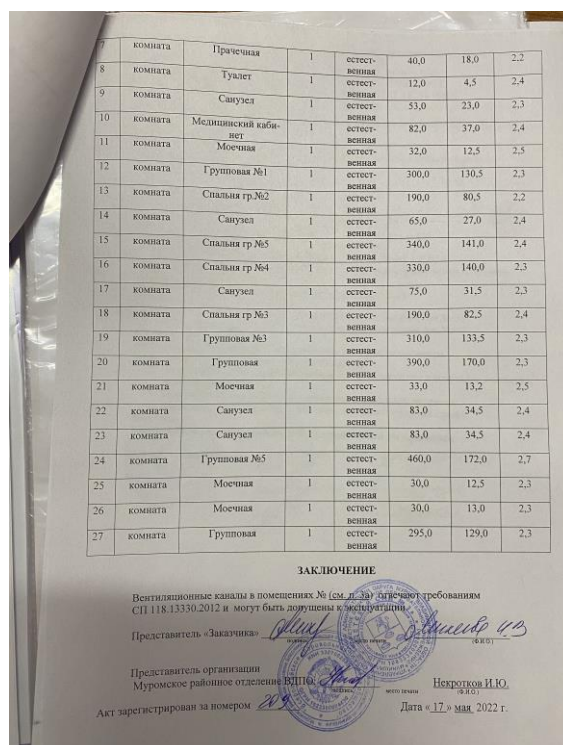 7 комната Прачечная 1 естест-венная 40,0 18,0 2,2
8 комната Туалет 1 естест-венная 12,0 4,5 2,4
9 комната Санузел 1 естест-венная 53,0 23,0 2,3
10 комната Медицинский каби-нет 1 естест-венная 82,0 37,0 2,4
11 комната Моечная 1 естест-венная 32,0 12,5 2,5
12 комната Групповая №1 1 естест-венная 300,0 130,5 2,3
13 комната Спальня гр.№2 1 естест-венная 190,0 80,5 2,2
14 комната Санузел 1 естест-венная 65,0 27,0 2,4
15 комната Спальня гр №5 1 естест-венная 340,0 141,0 2,4
16 комната Спальня гр №4 1 естест-венная 330,0 140,0 2,3
17 комната Санузел 1 естест-венная 75,0 31,5 2,3
18 комната Спальня гр №3 1 естест-венная 190,0 82,5 2,4
19 комната Групповая №3 1 естест-венная 310,0 133,5 2,3
20 комната Групповая 1 естест-венная 390,0 170,0 2,3
21 комната Моечная 1 естест-венная 33,0 13,2 2,5
22 комната Санузел 1 естест-венная 83,0 34,5 2,4
23 комната Санузел 1 естест-венная 83,0 34,5 2,4
24 комната Групповая №5 1 естест-венная 460,0 172,0 2,7
25 комната Моечная 1 естест-венная 30,0 12,5 2,3
26 комната Моечная 1 естест-венная 30,0 13,0 2,3
27 комната Групповая 1 естест-венная 295,0 129,0 2,3
ЗАКЛЮЧЕНИЕ
Вентиляционные каналы в помещениях № (см. п. 3а) отвечают требованиям
СП 118.13330.2012 и могут быть допущены к эксплуатации
Представитель «Заказчика»
место печати (Ф.И.О.)
Представитель организации
Муромское районное отделение ВДПО Некротков И.Ю.
место печати (Ф.И.О.)
Акт зарегистрирован за номером 209 Дата « 17 » мая 2022 г.